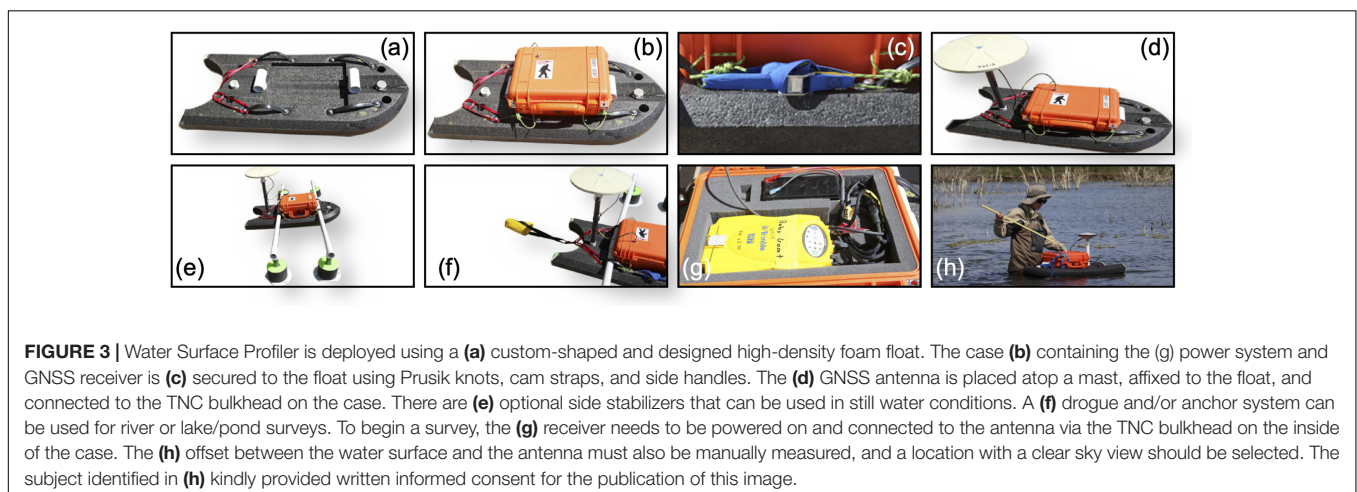 (a)
(b)
(c)
(d)
(e)
(f)
(g)
(h)
Trimble
FIGURE 3 | Water Surface Profiler is deployed using a (a) custom-shaped and designed high-density foam float. The case (b) containing the (g) power system and
GNSS receiver is (c) secured to the float using Prusik knots, cam straps, and side handles. The (d) GNSS antenna is placed atop a mast, affixed to the float, and
connected to the TNC bulkhead on the case. There are (e) optional side stabilizers that can be used in still water conditions. A (f) drogue and/or anchor system can
be used for river or lake/pond surveys. To begin a survey, the (g) receiver needs to be powered on and connected to the antenna via the TNC bulkhead on the inside
of the case. The (h) offset between the water surface and the antenna must also be manually measured, and a location with a clear sky view should be selected. The
subject identified in (h) kindly provided written informed consent for the publication of this image.